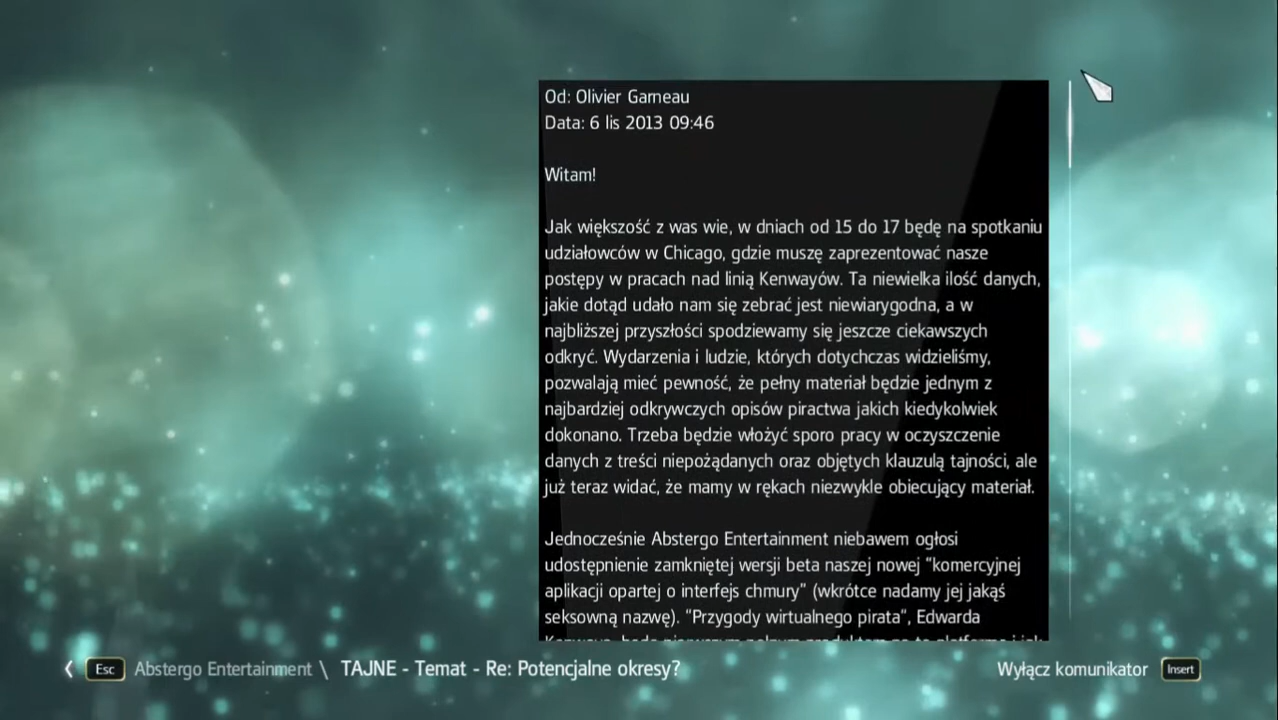 Od: Olivier Garneau
Data: 6 lis 2013 09:46
Witam!
Jak większość z was wie, w dniach od 15 do 17 będę na spotkaniu
udziałowców w Chicago, gdzie muszę zaprezentować nasze
postępy w pracach nad linią Kenwayów. Ta niewielka ilość danych,
jakie dotąd udało nam się zebrać jest niewiarygodna, a w
najbliższej przyszłości spodziewamy się jeszcze ciekawszych
odkryć. Wydarzenia i ludzie, których dotychczas widzieliśmy,
pozwalają mieć pewność, że pełny materiał będzie jednym z
najbardziej odkrywczych opisów piractwa jakich kiedykolwiek
dokonano. Trzeba będzie włożyć sporo pracy w oczyszczenie
danych z treści niepożądanych oraz objętych klauzulą tajności, ale
już teraz widać, że mamy w rękach niezwykle obiecujący materiał.
Jednocześnie Abstergo Entertainment niebawem ogłosi
udostępnienie zamkniętej wersji beta naszej nowej "komercyjnej
aplikacji opartej o interfejs chmury" (wkrótce nadamy jej jakąś
seksowną nazwę). "Przygody wirtualnego pirata", Edwarda
Esc Abstergo Entertainment \ TAJNE - Temat - Re: Potencjalne okresy?
Wyłącz komunikator Insert